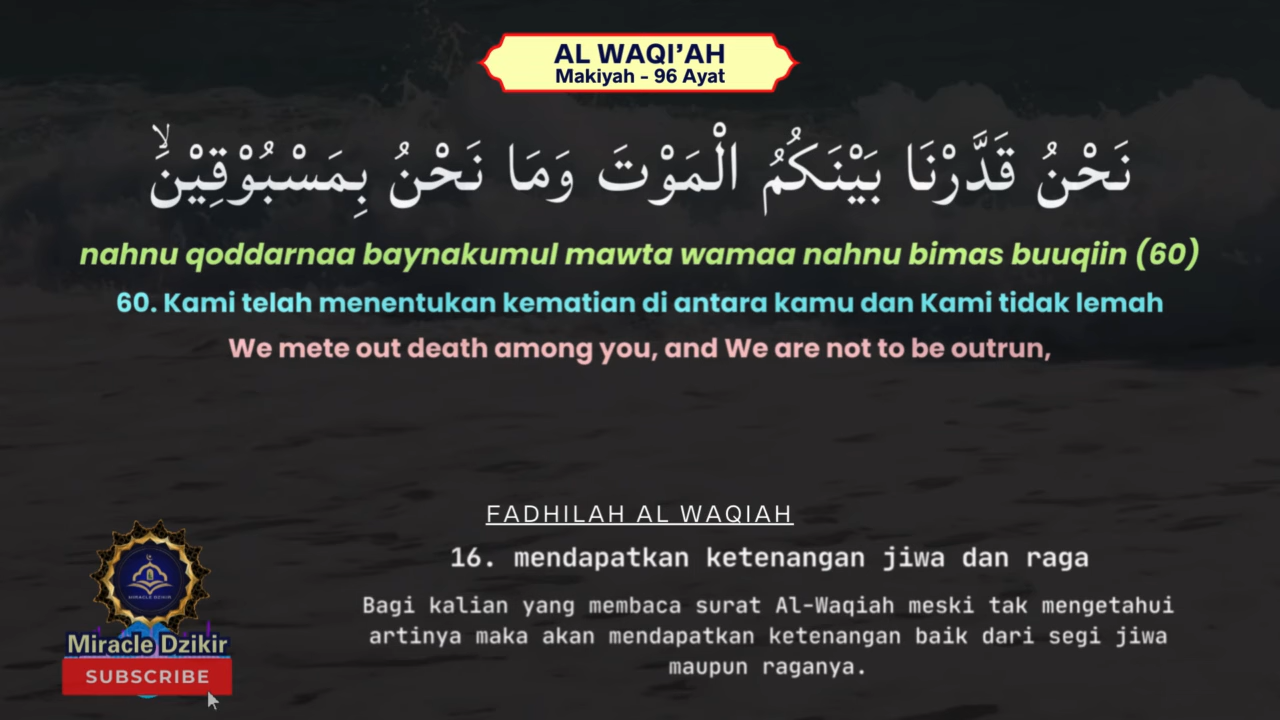 AL WAQI’AH
Makiyah - 96 Ayat
نَحْنُ قَدَّرْنَا بَيْنَكُمُ الْمَوْتَ وَمَا نَحْنُ بِمَسْبُوْقِيْنَۙ
nahnu qoddarnaa baynakumul mawta wamaa nahnu bimas buuqiin (60)
60. Kami telah menentukan kematian di antara kamu dan Kami tidak lemah
We mete out death among you, and We are not to be outrun,
FADHILAH AL WAQIAH
16. mendapatkan ketenangan jiwa dan raga
Bagi kalian yang membaca surat Al-Waqiah meski tak mengetahui
artinya maka akan mendapatkan ketenangan baik dari segi jiwa
maupun raganya.
MIRACLE DZIKIR
Miracle Dzikir
SUBSCRIBE